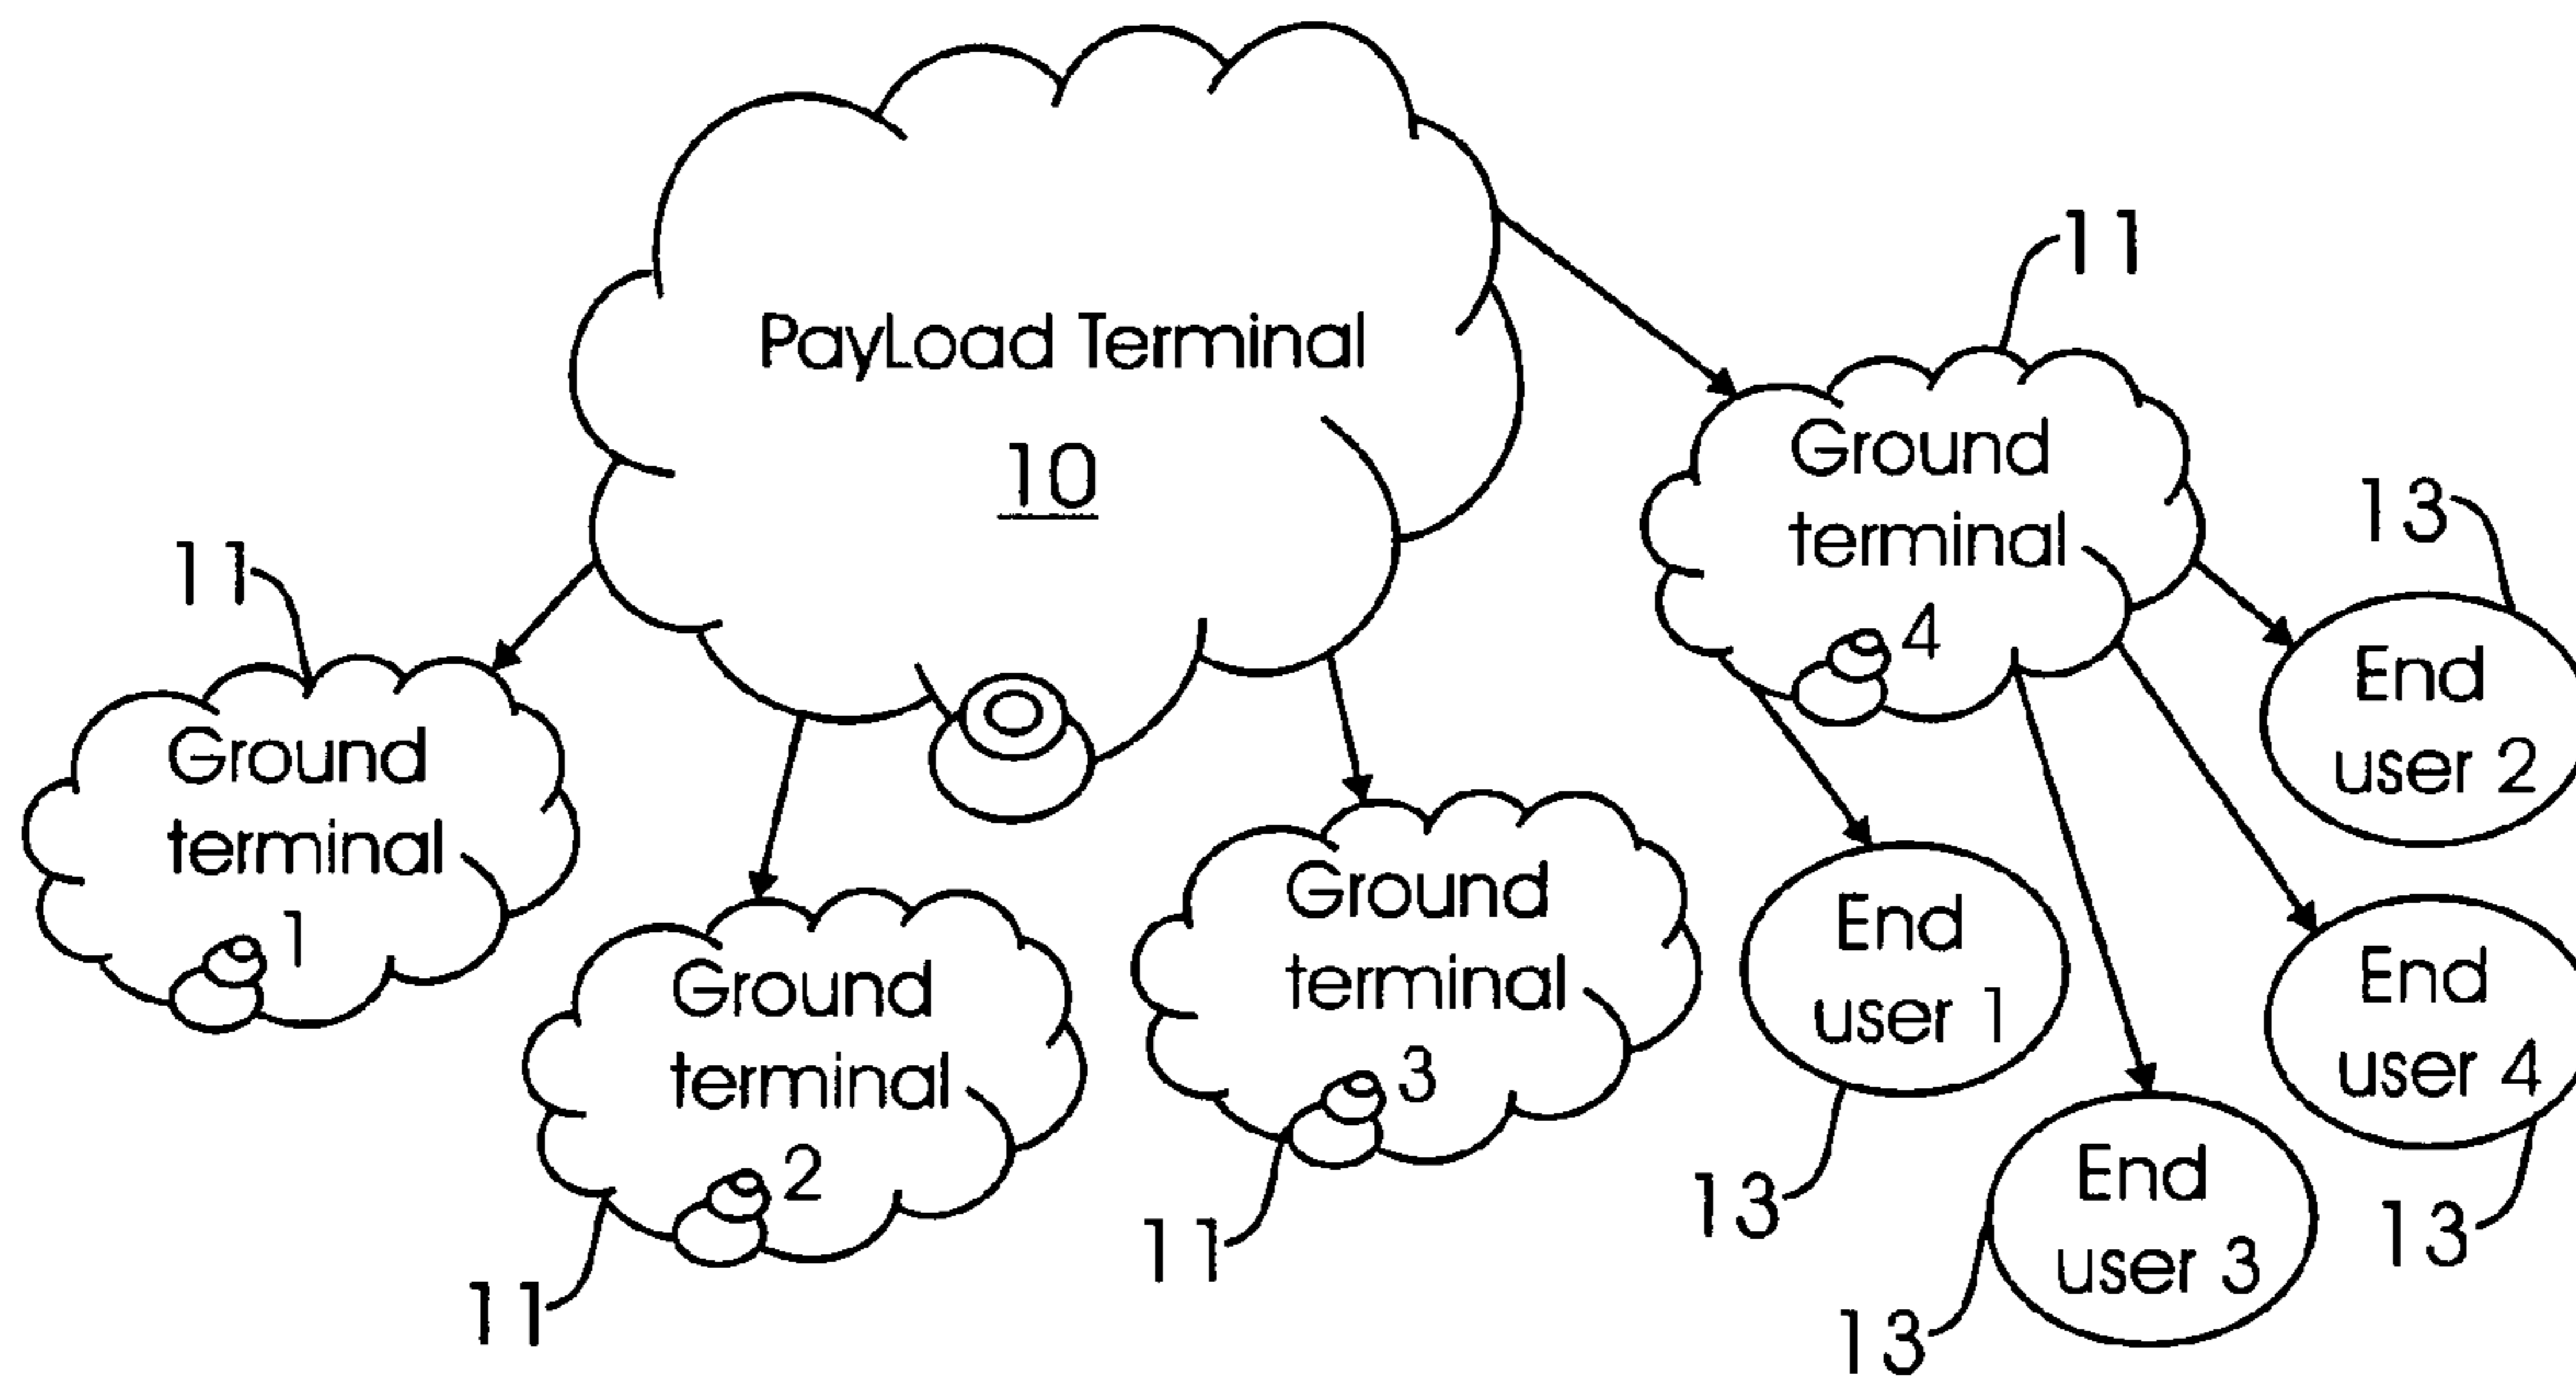 PayLoad Terminal
10
11
Ground
terminal
1
Ground
terminal
2
11
Ground
terminal
3
11
11
Ground
terminal
4
13
End
user 2
End
user 1
13
End
user 4
13
End
user 3
13